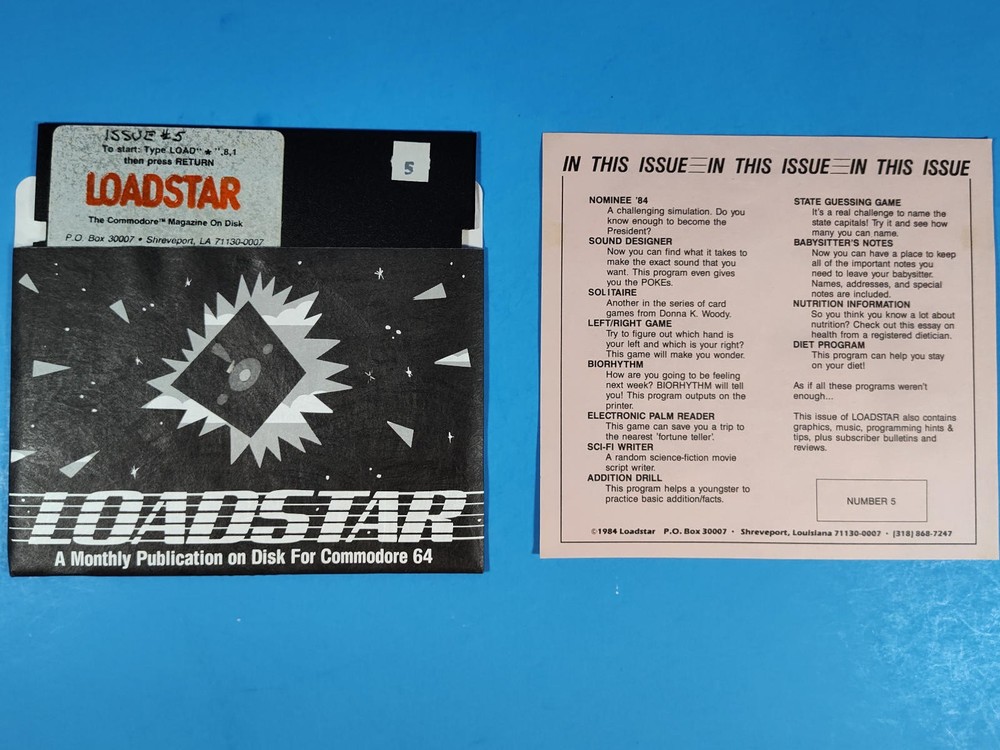 ISSUE #5
To start: Type LOAD"★",8,1
then press RETURN
LOADSTAR
The Commodore™ Magazine On Disk
P.O. Box 30007 • Shreveport, LA 71130-0007
5
LOADSTAR
A Monthly Publication on Disk For Commodore 64
IN THIS ISSUE IN THIS ISSUE IN THIS ISSUE
NOMINEE '84
A challenging simulation. Do you
know enough to become the
President?
SOUND DESIGNER
Now you can find what it takes to
make the exact sound that you
want. This program even gives
you the POKEs.
SOLITAIRE
Another in the series of card
games from Donna K. Woody.
LEFT/RIGHT GAME
Try to figure out which hand is
your left and which is your right?
This game will make you wonder.
BIORHYTHM
How are you going to be feeling
next week? BIORHYTHM will tell
you! This program outputs on the
printer.
ELECTRONIC PALM READER
This game can save you a trip to
the nearest 'fortune teller'.
SCI-FI WRITER
A random science-fiction movie
script writer.
ADDITION DRILL
This program helps a youngster to
practice basic addition/facts.
STATE GUESSING GAME
It's a real challenge to name the
state capitals! Try it and see how
many you can name.
BABYSITTER'S NOTES
Now you can have a place to keep
all of the important notes you
need to leave your babysitter.
Names, addresses, and special
notes are included.
NUTRITION INFORMATION
So you think you know a lot about
nutrition? Check out this essay on
health from a registered dietician.
DIET PROGRAM
This program can help you stay
on your diet!
As if all these programs weren't
enough...
This issue of LOADSTAR also contains
graphics, music, programming hints &
tips, plus subscriber bulletins and
reviews.
NUMBER 5
©1984 Loadstar P.O. Box 30007 • Shreveport, Louisiana 71130-0007 • [318] 868-7247